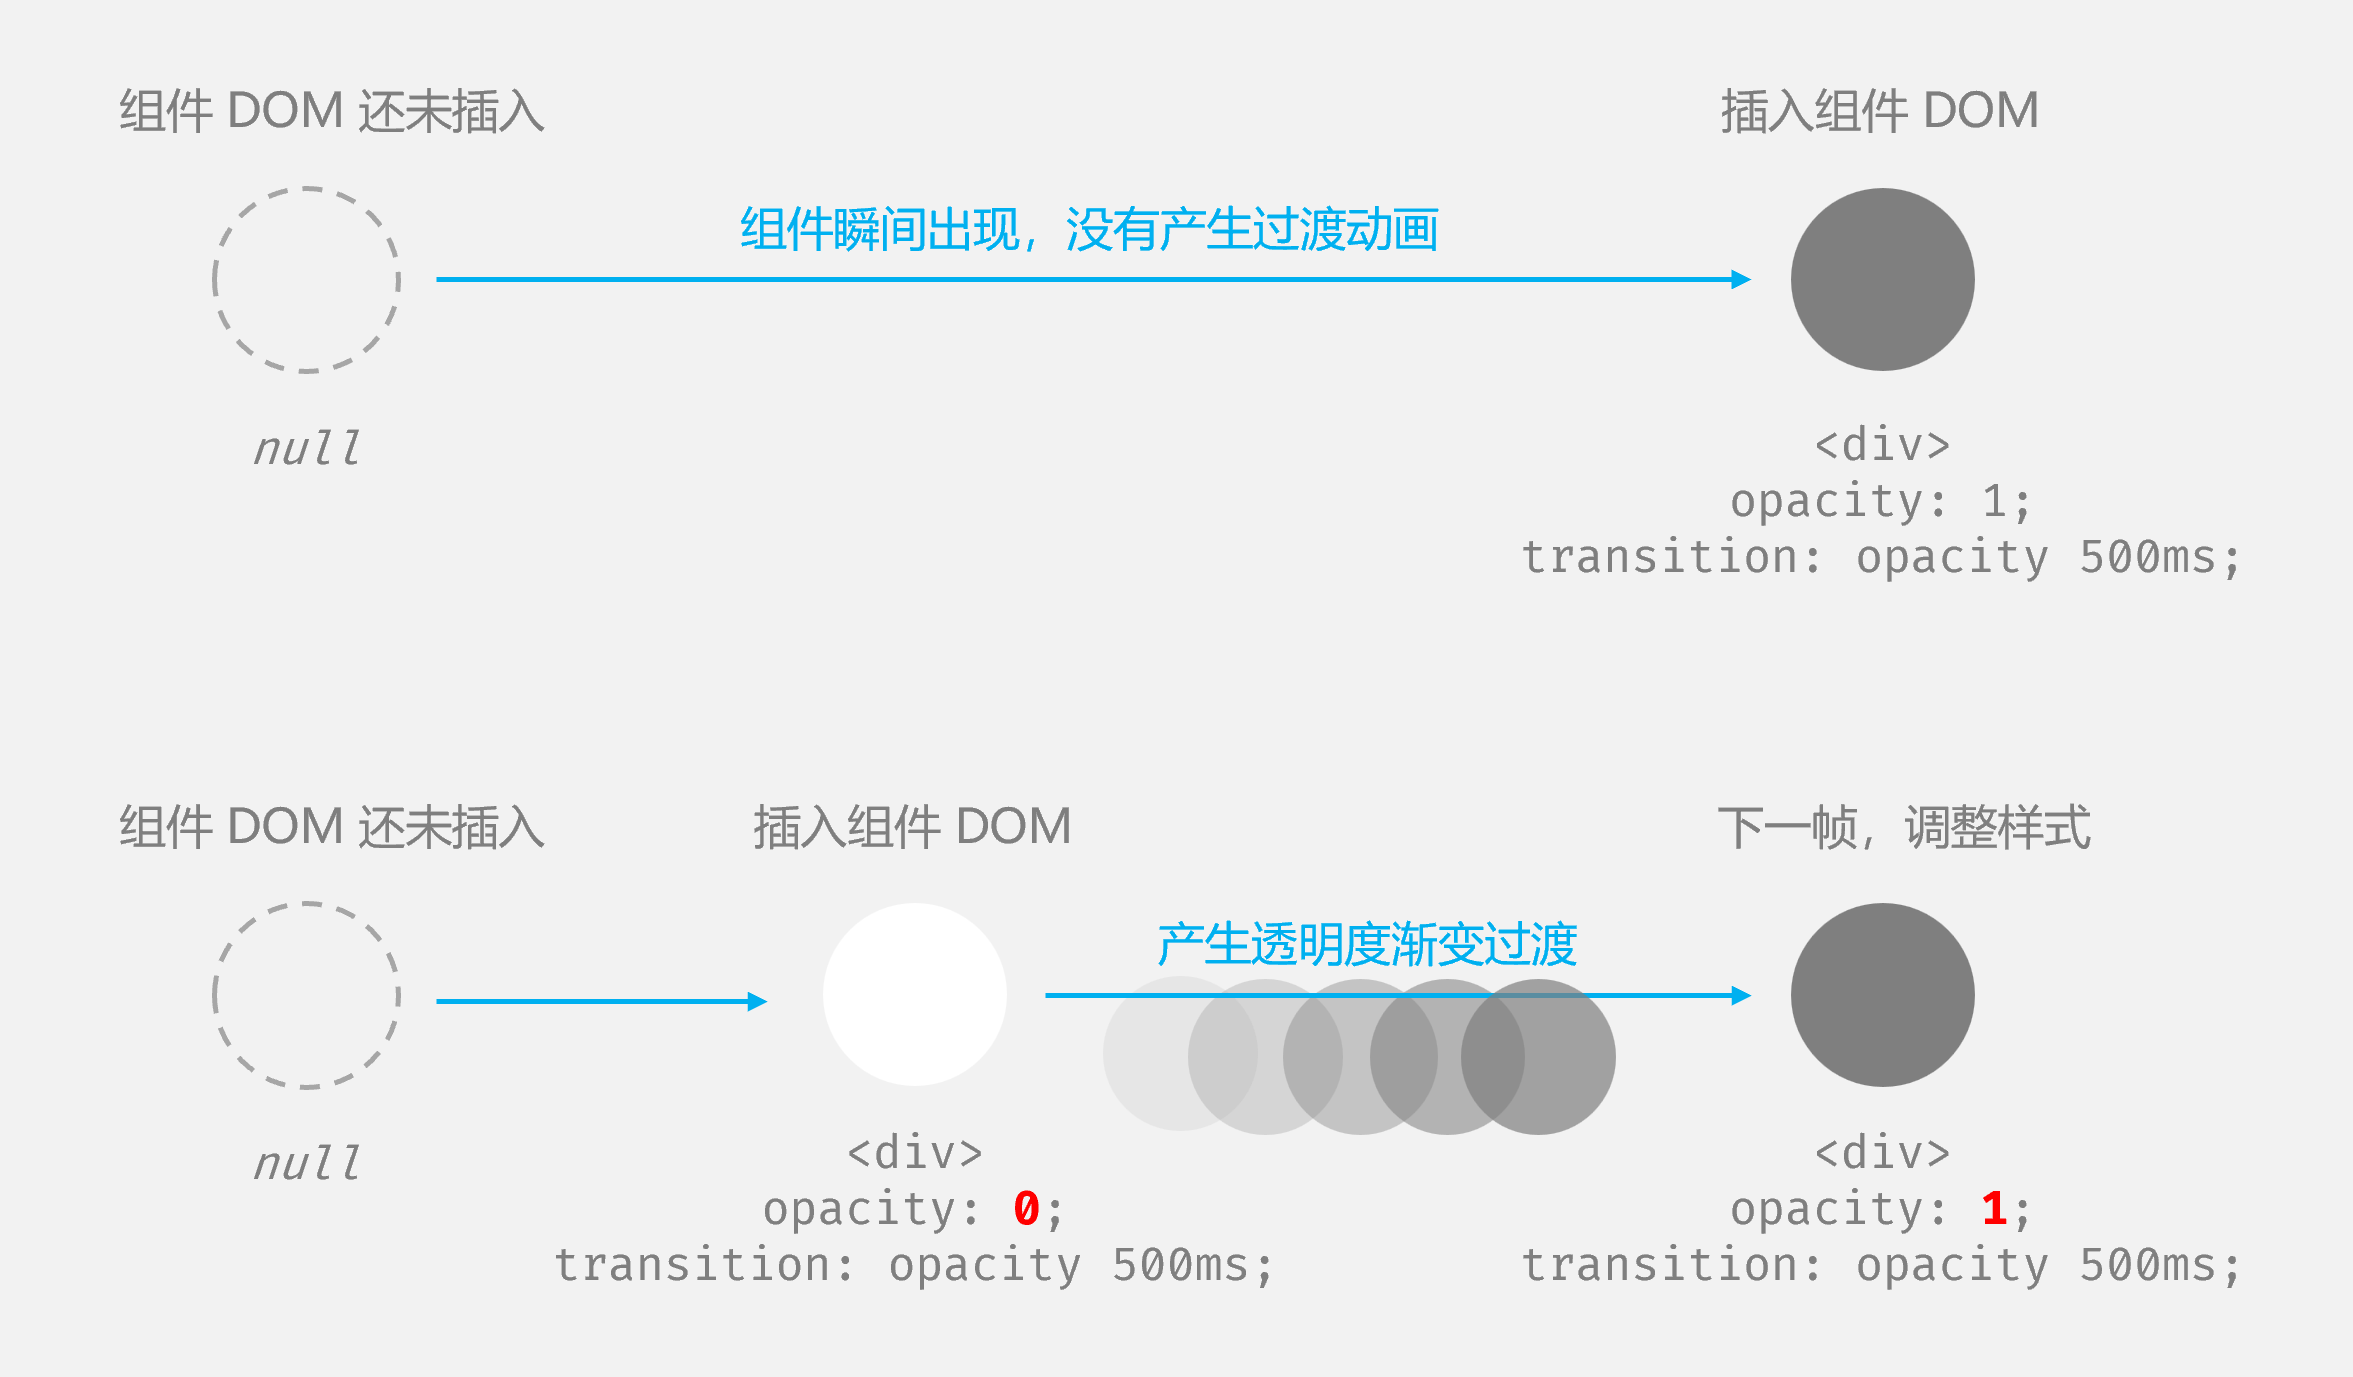 组件 DOM 还未插入
插入组件 DOM
组件瞬间出现，没有产生过渡动画
null
<div>
opacity: 1;
transition: opacity 500ms;
组件 DOM 还未插入
插入组件 DOM
下一帧，调整样式
产生透明度渐变过渡
null
<div>
opacity: 0;
transition: opacity 500ms;
<div>
opacity: 1;
transition: opacity 500ms;